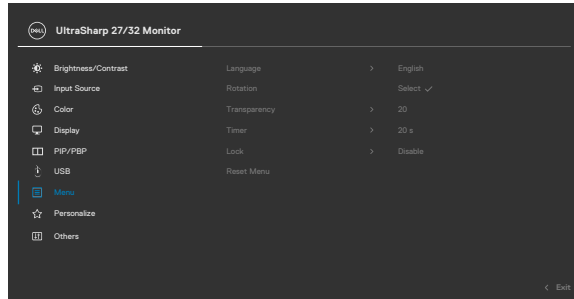 DELL UltraSharp 27/32 Monitor
Brightness/Contrast Language > English
Input Source Rotation Select ✓
Color Transparency > 20
Display Timer > 20 s
PIP/PBP Lock > Disable
USB Reset Menu
Menu
Personalize
Others
< Exit